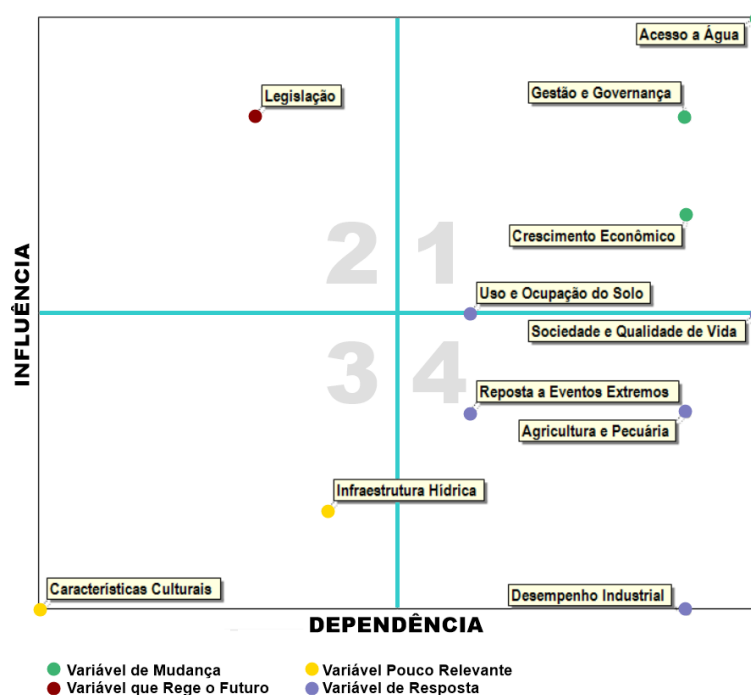 Acesso a Água
Legislação
Gestão e Governança
Crescimento Econômico
2 1
Uso e Ocupação do Solo
Sociedade e Qualidade de Vida
3 4
Reposta a Eventos Extremos
Agricultura e Pecuária
Infraestrutura Hídrica
Características Culturais
Desempenho Industrial
INFLUÊNCIA
DEPENDÊNCIA
Variável de Mudança
Variável Pouco Relevante
Variável que Rege o Futuro
Variável de Resposta